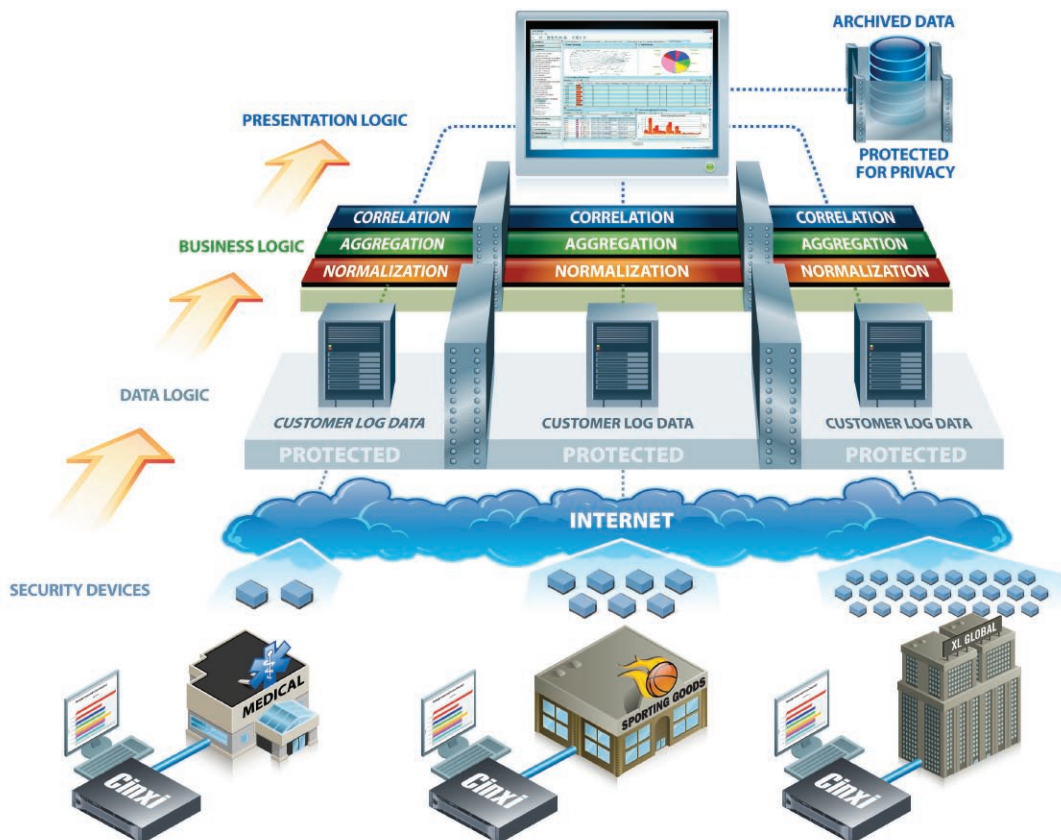 ARCHIVED DATA
PRESENTATION LOGIC
PROTECTED
FOR PRIVACY
CORRELATION
CORRELATION
CORRELATION
BUSINESS LOGIC
AGGREGATION
AGGREGATION
AGGREGATION
NORMALIZATION
NORMALIZATION
NORMALIZATION
DATA LOGIC
CUSTOMER LOG DATA
CUSTOMER LOG DATA
CUSTOMER LOG DATA
PROTECTED
PROTECTED
PROTECTED
INTERNET
SECURITY DEVICES
MEDICAL
SPORTING GOODS
XL GLOBAL
Cinxi
Cinxi
Cinxi